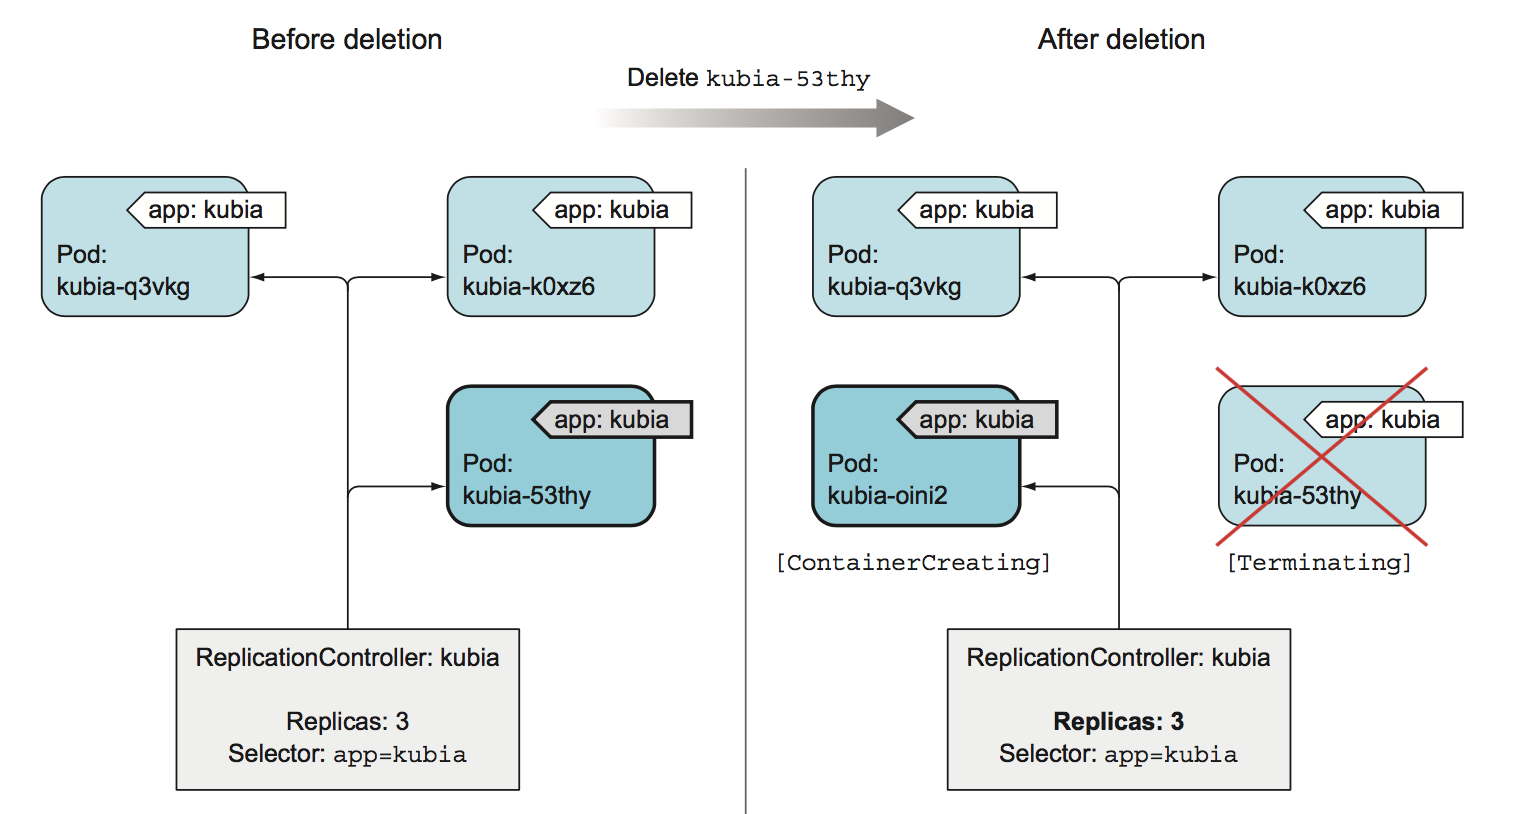 Before deletion
After deletion
Delete kubia-53thy
app: kubia
Pod:
kubia-q3vkg
app: kubia
Pod:
kubia-k0xz6
app: kubia
Pod:
kubia-53thy
ReplicationController: kubia
Replicas: 3
Selector: app=kubia
app: kubia
Pod:
kubia-q3vkg
app: kubia
Pod:
kubia-k0xz6
app: kubia
Pod:
kubia-oini2
[ContainerCreating]
app: kubia
Pod:
kubia-53thy
[Terminating]
ReplicationController: kubia
Replicas: 3
Selector: app=kubia